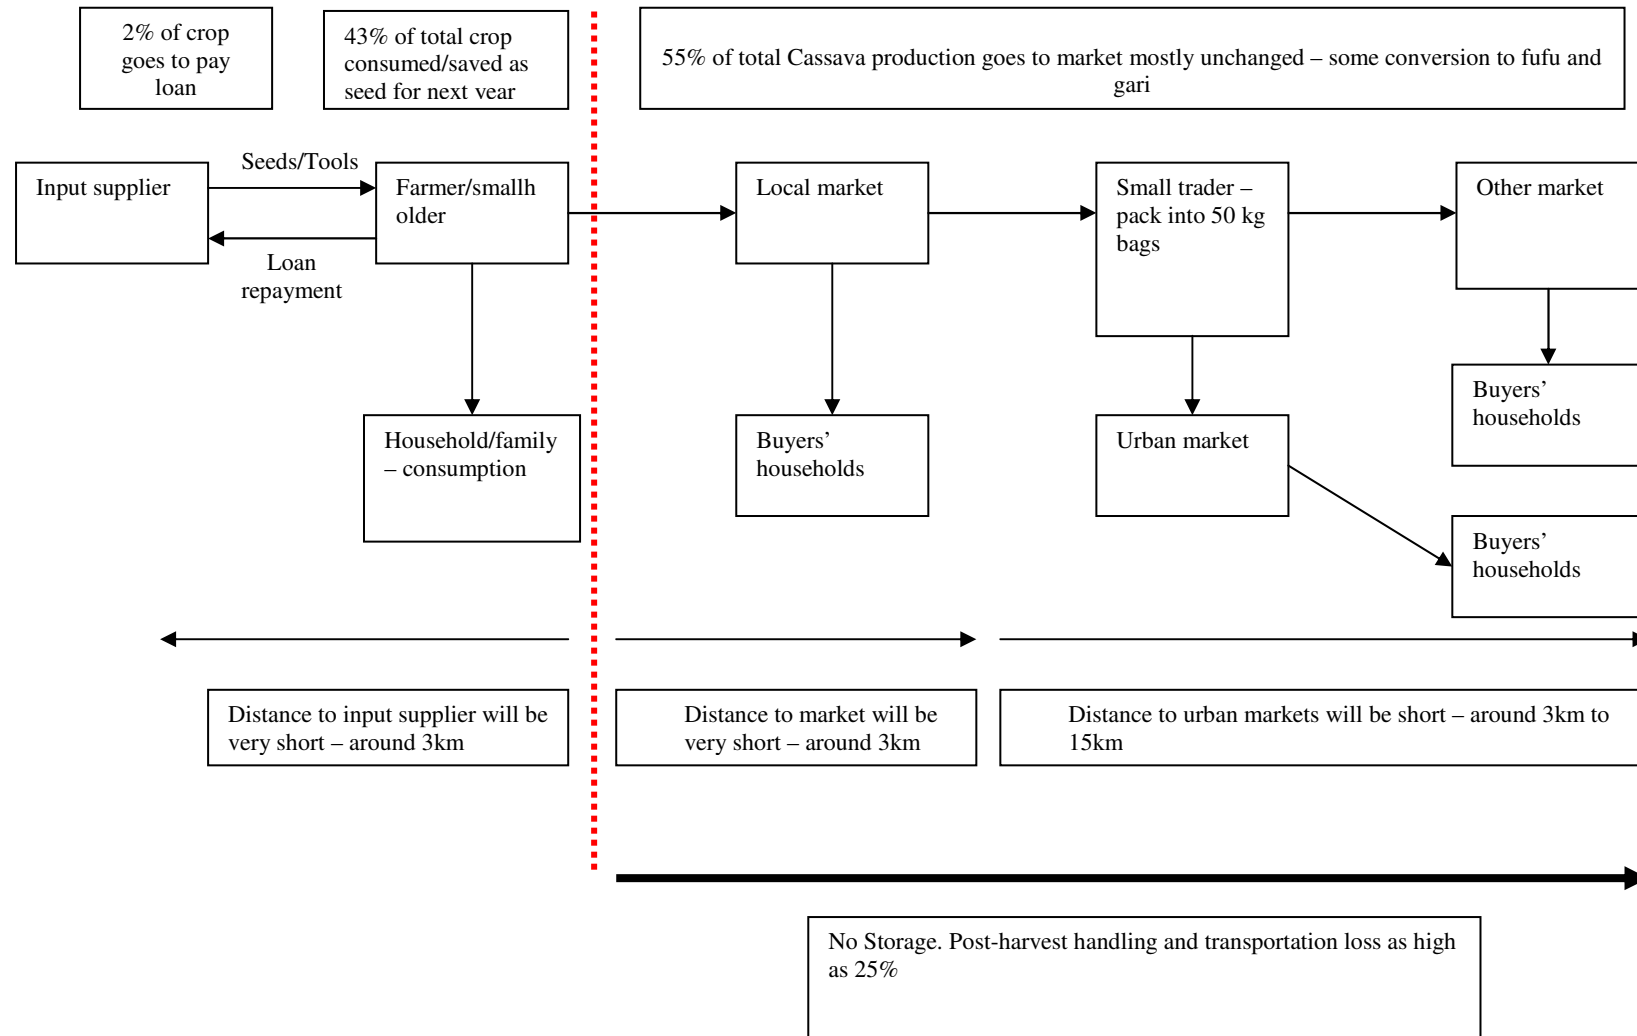 2% of crop
goes to pay
loan
43% of total crop
consumed/saved as
seed for next year
55% of total Cassava production goes to market mostly unchanged – some conversion to fufu and
gari
Input supplier
Seeds/Tools
Loan
repayment
Farmer/smallh
older
Local market
Small trader –
pack into 50 kg
bags
Other market
Household/family
– consumption
Buyers’
households
Urban market
Buyers’
households
Buyers’
households
Distance to input supplier will be
very short – around 3km
Distance to market will be
very short – around 3km
Distance to urban markets will be short – around 3km to
15km
No Storage. Post-harvest handling and transportation loss as high
as 25%